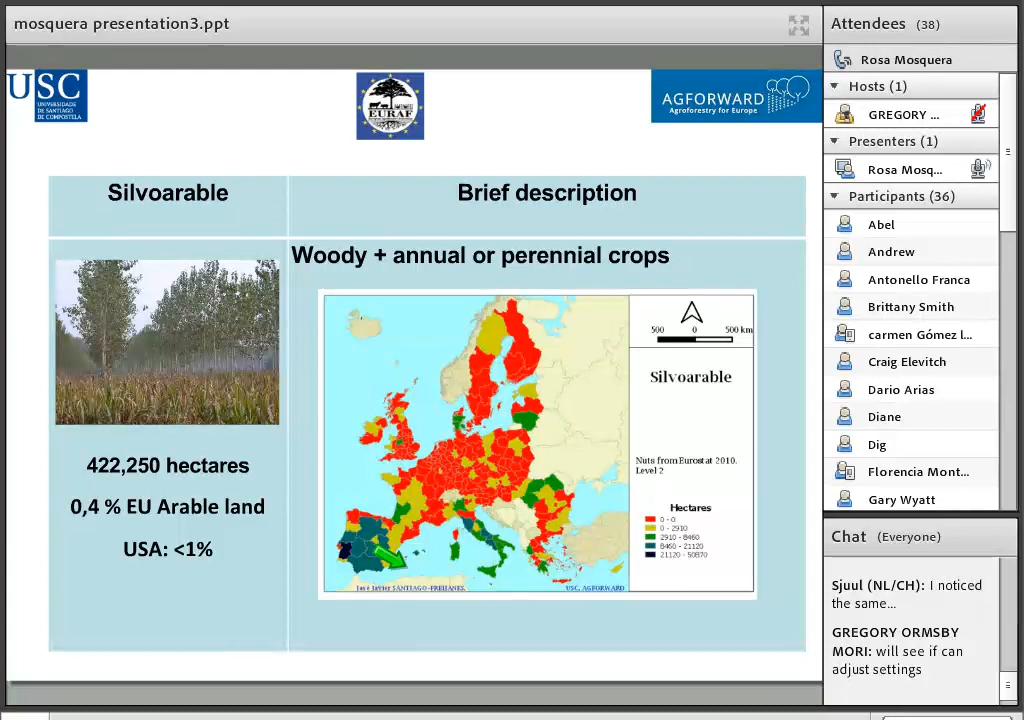 mosquera presentation3.ppt
USC
UNIVERSIDADE
DE SANTIAGO
DE COMPOSTELA
EURAF
AGFORWARD
Agroforestry for Europe
Silvoarable
Brief description
Woody + annual or perennial crops
422,250 hectares
0,4 % EU Arable land
USA: <1%
500 0 500 km
Silvoarable
Nuts from Eurostat 2010.
Level 2
Hectares
0 - 0
0 - 2910
2910 - 8460
8460 - 21120
21120 - 50870
José Javier SANTIAGO-FREIJANES.
USC, AGFORWARD
Attendees (38)
Rosa Mosquera
Hosts (1)
GREGORY ...
Presenters (1)
Rosa Mosq...
Participants (36)
Abel
Andrew
Antonello Franca
Brittany Smith
carmen Gómez l...
Craig Elevitch
Dario Arias
Diane
Dig
Florencia Mont...
Gary Wyatt
Chat (Everyone)
Sjuul (NL/CH): I noticed
the same...
GREGORY ORMSBY
MORI: will see if can
adjust settings